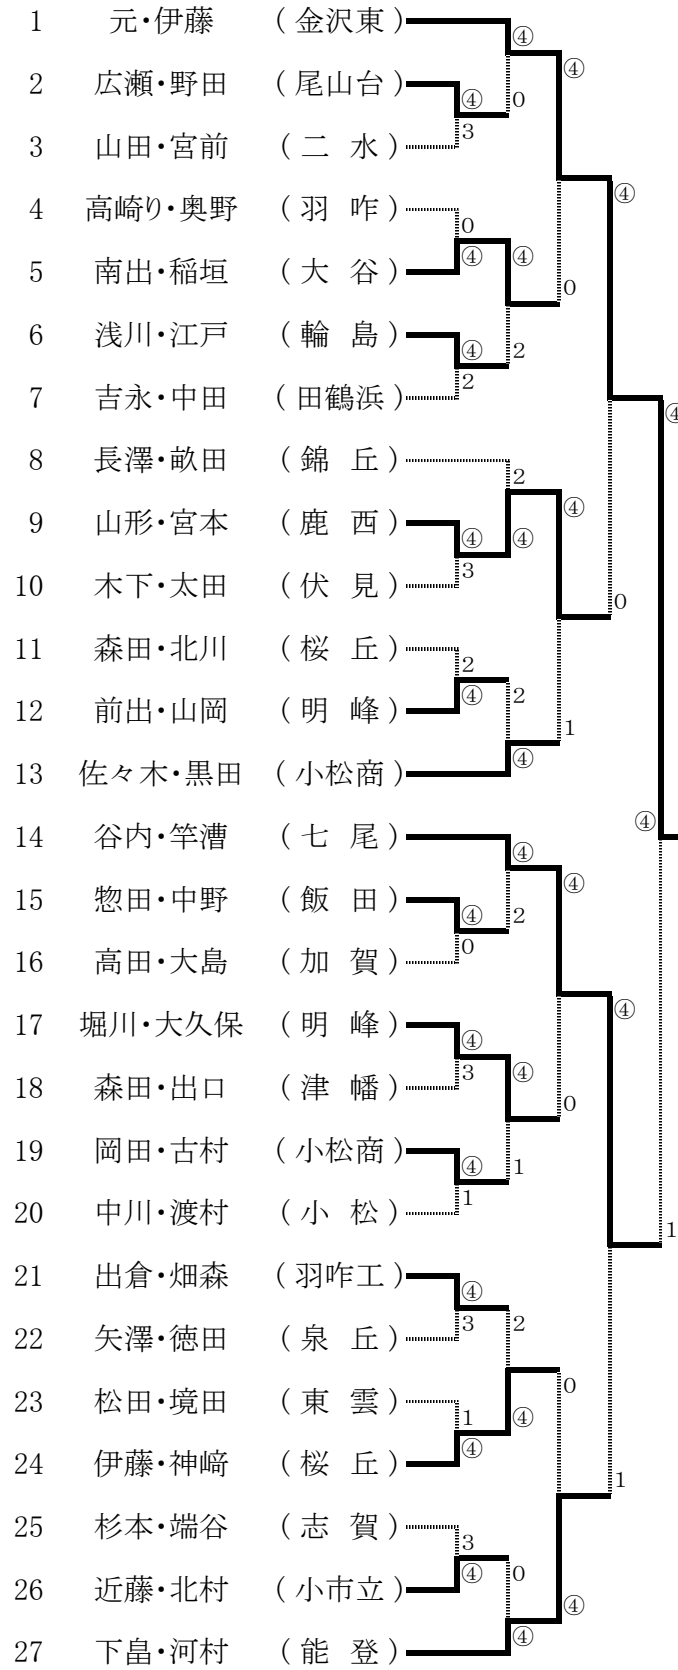 1 元・伊藤 (金沢東)
④
2 広瀬・野田 (尾山台)
④
④ 0
3 山田・宮前 (二 水)
3
4 高崎り・奥野 (羽 咋)
④
0
5 南出・稲垣 (大 谷)
④ ④
0
6 浅川・江戸 (輪 島)
④ 2
7 吉永・中田 (田鶴浜)
2
④
8 長澤・畝田 (錦 丘)
2
9 山形・宮本 (鹿 西)
④
④ ④
10 木下・太田 (伏 見)
3
0
11 森田・北川 (桜 丘)
2
12 前出・山岡 (明 峰)
④ 2
1
13 佐々木・黒田 (小松商)
④
④
14 谷内・竿漕 (七 尾)
④
15 惣田・中野 (飯 田)
④
④ 2
16 高田・大島 (加 賀)
0
④
17 堀川・大久保 (明 峰)
④
18 森田・出口 (津 幡)
3 ④
0
19 岡田・古村 (小松商)
④ 1
20 中川・渡村 (小 松)
1
1
21 出倉・畑森 (羽咋工)
④
22 矢澤・徳田 (泉 丘)
3 2
0
23 松田・境田 (東 雲)
1 ④
24 伊藤・神﨑 (桜 丘)
④
1
25 杉本・端谷 (志 賀)
3
26 近藤・北村 (小市立)
④ 0
④
27 下畠・河村 (能 登)
④